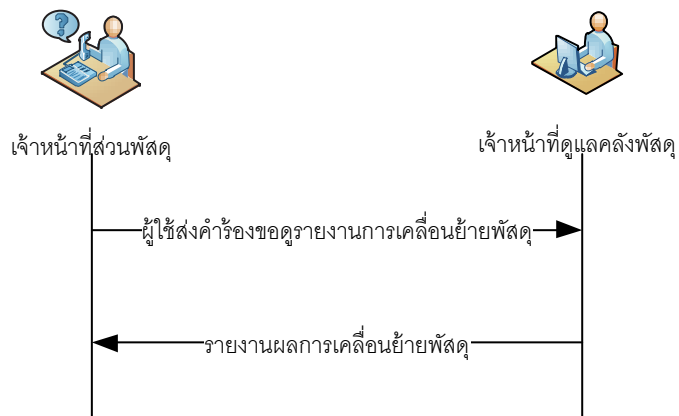 ?
เจ้าหน้าที่ส่วนพัสดุ
เจ้าหน้าที่ดูแลคลังพัสดุ
ผู้ใช้ส่งคำร้องขอดูรายงานการเคลื่อนย้ายพัสดุ
รายงานผลการเคลื่อนย้ายพัสดุ